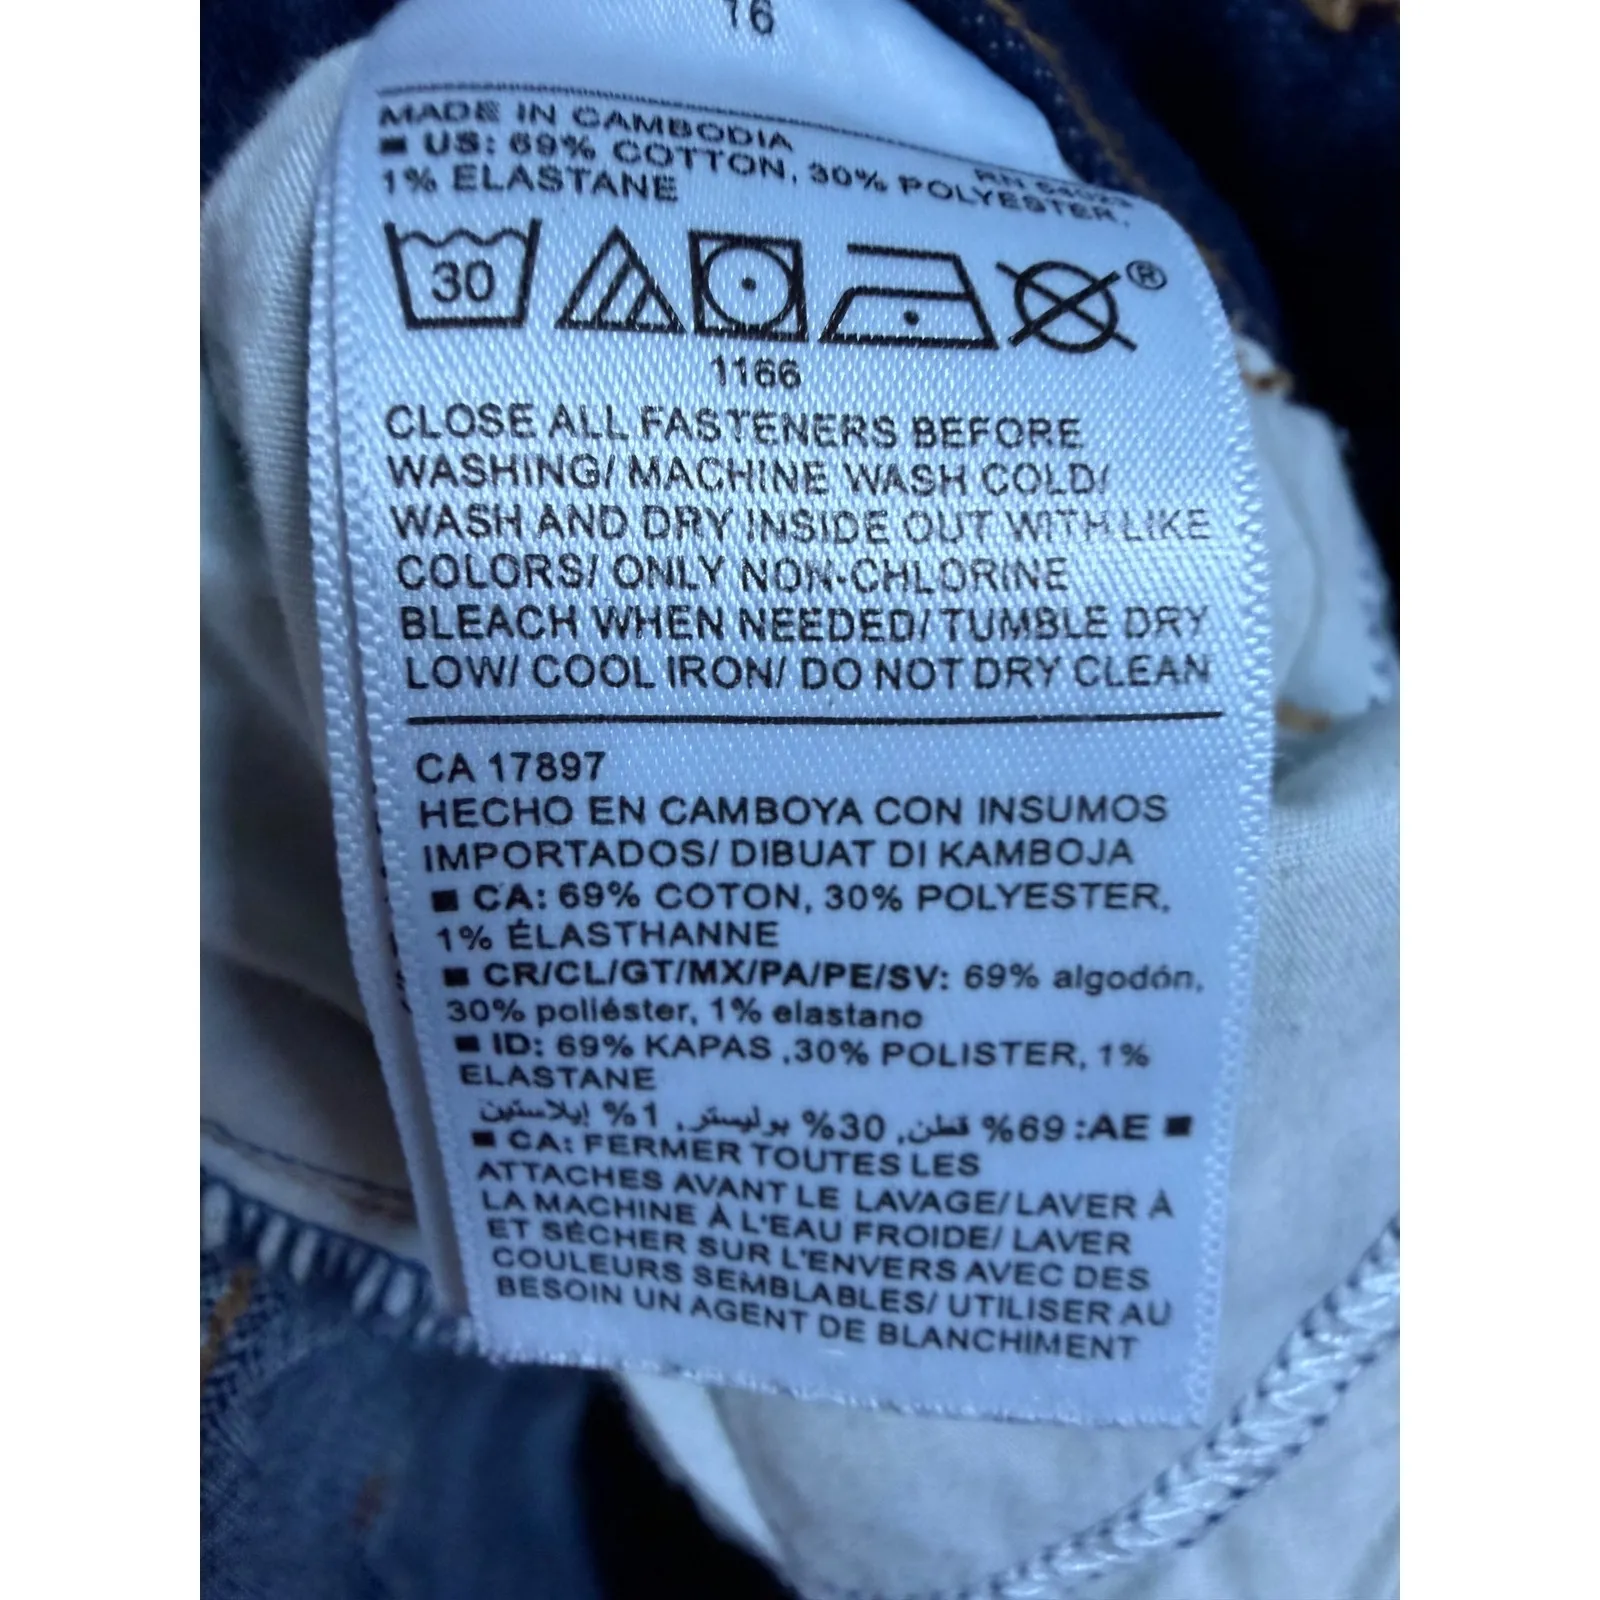 16
MADE IN CAMBODIA
RN 54023
■ US: 69% COTTON, 30% POLYESTER,
1% ELASTANE
30
®
1166
CLOSE ALL FASTENERS BEFORE
WASHING/ MACHINE WASH COLD/
WASH AND DRY INSIDE OUT WITH LIKE
COLORS/ ONLY NON-CHLORINE
BLEACH WHEN NEEDED/ TUMBLE DRY
LOW/ COOL IRON/ DO NOT DRY CLEAN
CA 17897
HECHO EN CAMBOYA CON INSUMOS
IMPORTADOS/ DIBUAT DI KAMBOJA
■ CA: 69% COTON, 30% POLYESTER,
1% ÉLASTHANNE
■ CR/CL/GT/MX/PA/PE/SV: 69% algodón,
30% poliéster, 1% elastano
■ ID: 69% KAPAS ,30% POLISTER, 1%
ELASTANE
■ AE: 69% قطن, 30% بوليستر, 1% إيلاستين
■ CA: FERMER TOUTES LES
ATTACHES AVANT LE LAVAGE/ LAVER À
LA MACHINE À L'EAU FROIDE/ LAVER
ET SÉCHER SUR L'ENVERS AVEC DES
COULEURS SEMBLABLES/ UTILISER AU
BESOIN UN AGENT DE BLANCHIMENT